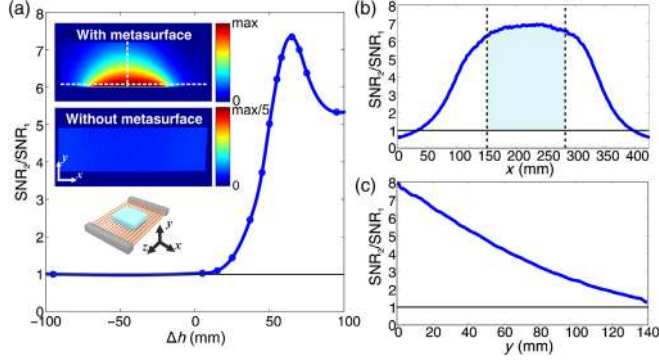 (a)
8
7
6
5
4
3
2
1
0
SNR₂/SNR₁
-100
-50
0
50
100
Δh (mm)
With metasurface
max
0
Without metasurface
max/5
0
y
x
y
z
x
(b)
8
7
6
5
4
3
2
1
0
SNR₂/SNR₁
0
50
100
150
200
250
300
350
400
x (mm)
(c)
8
7
6
5
4
3
2
1
0
SNR₂/SNR₁
0
20
40
60
80
100
120
140
y (mm)